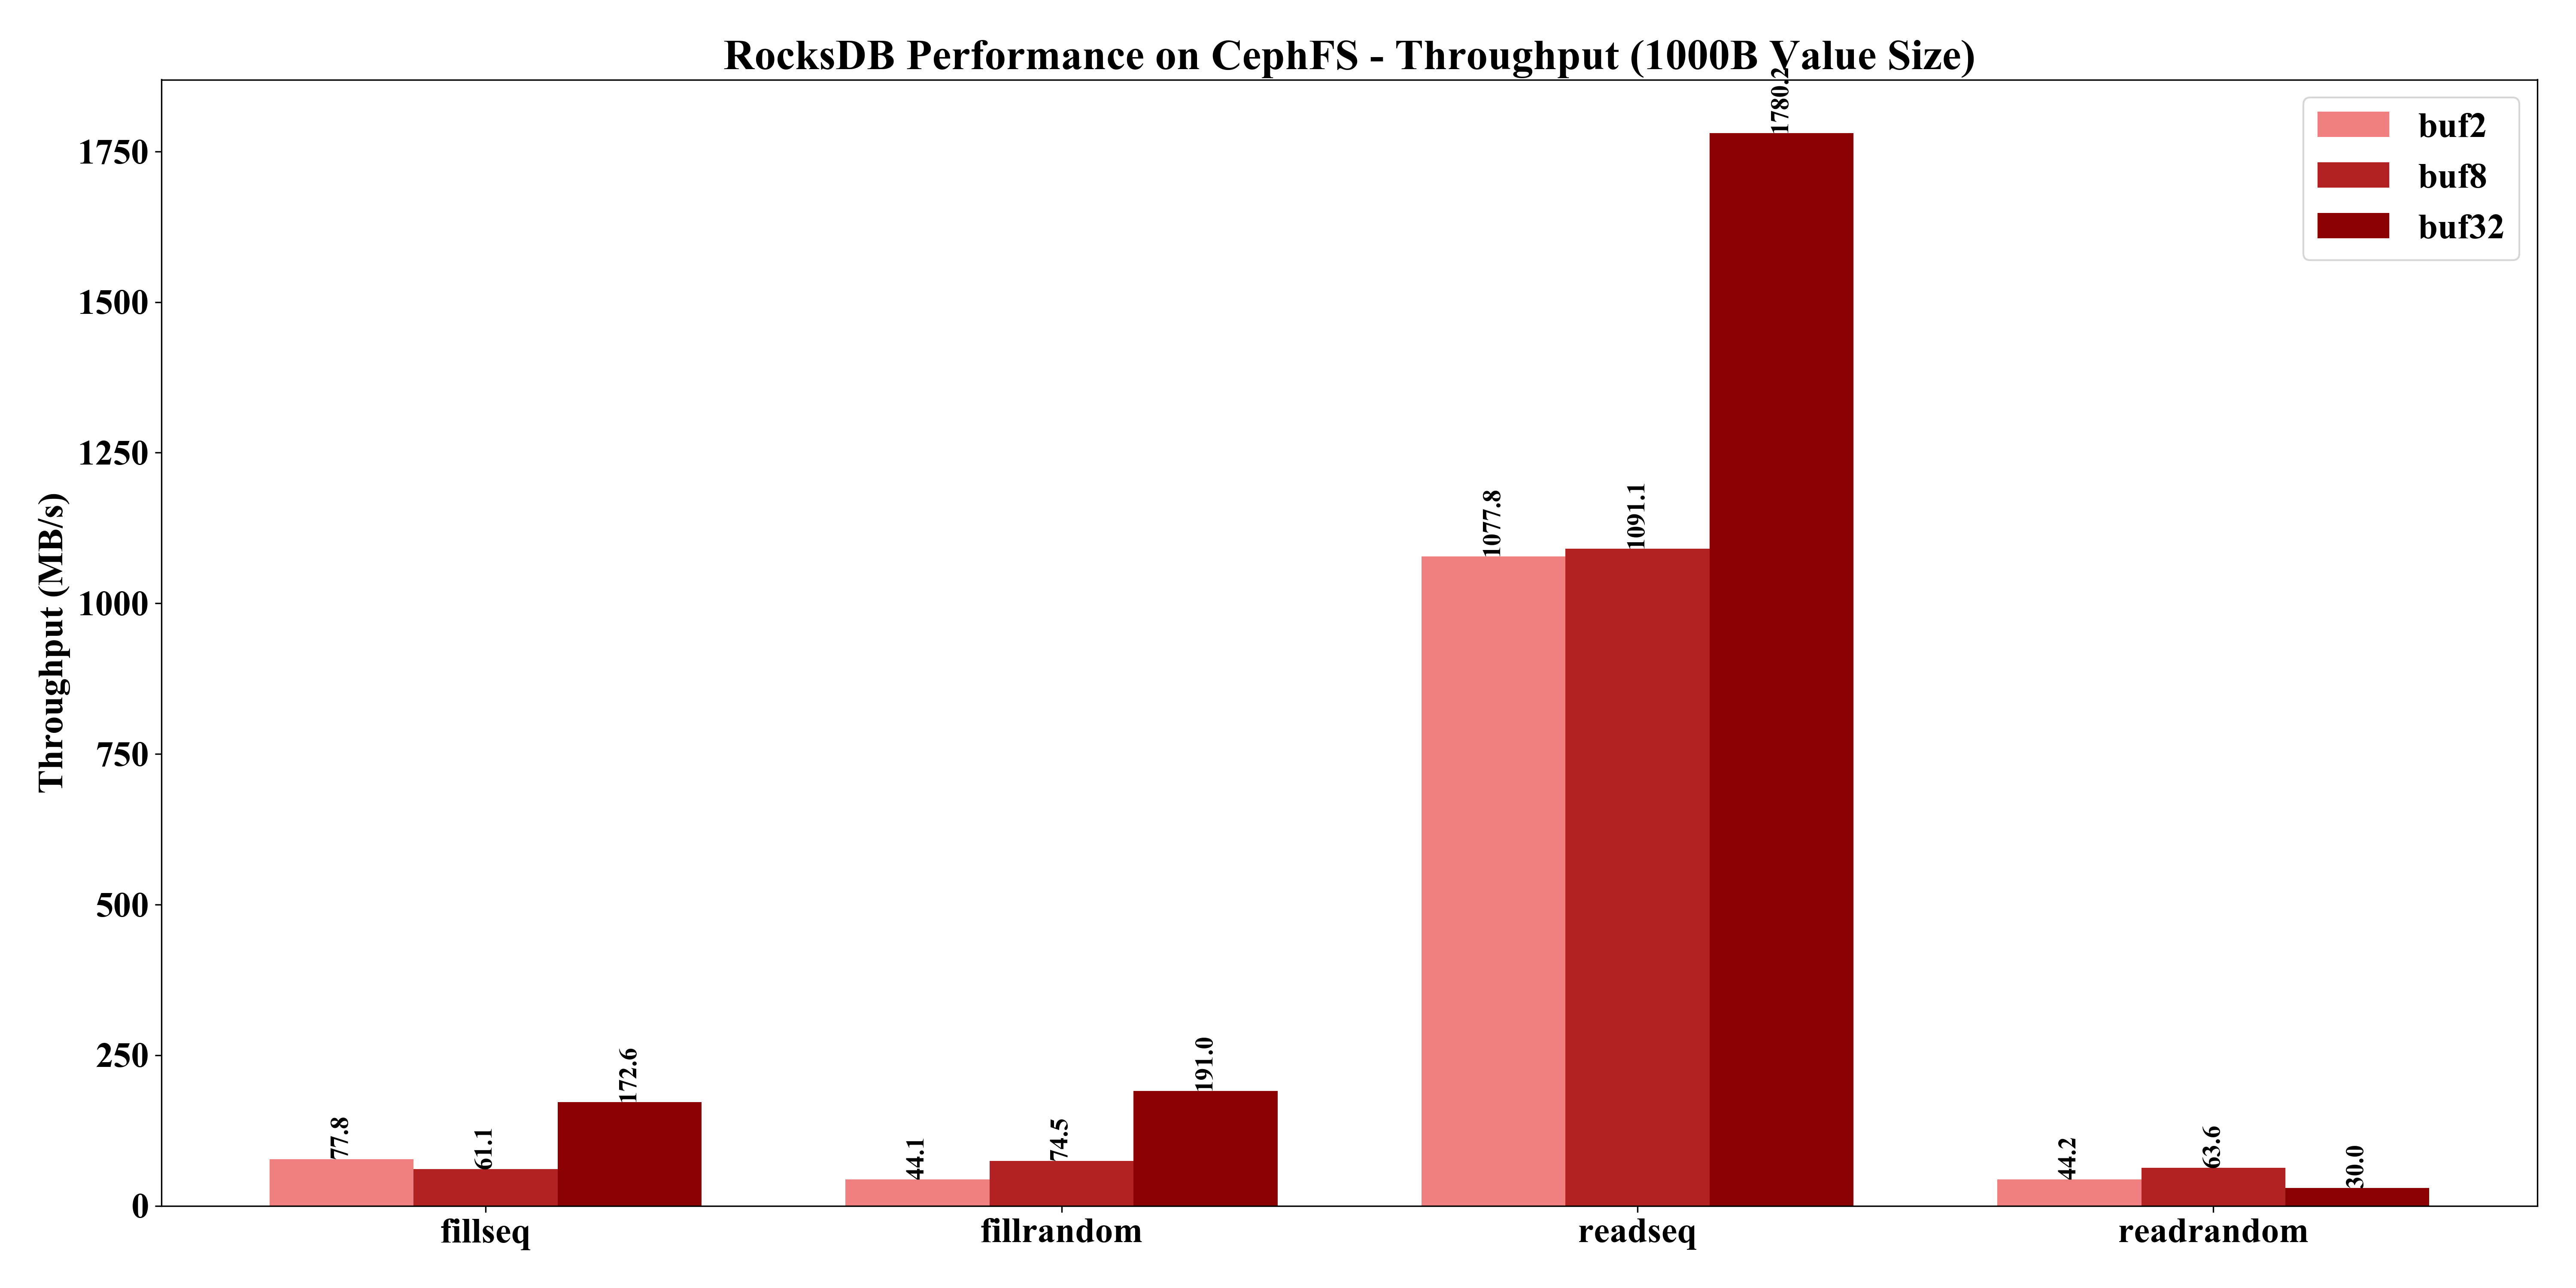 RocksDB Performance on CephFS - Throughput (1000B Value Size)
buf2
buf8
buf32
Throughput (MB/s)
1750
1500
1250
1000
750
500
250
0
77.8
61.1
172.6
44.1
74.5
191.0
1077.8
1091.1
1780.2
44.2
63.6
30.0
fillseq
fillrandom
readseq
readrandom